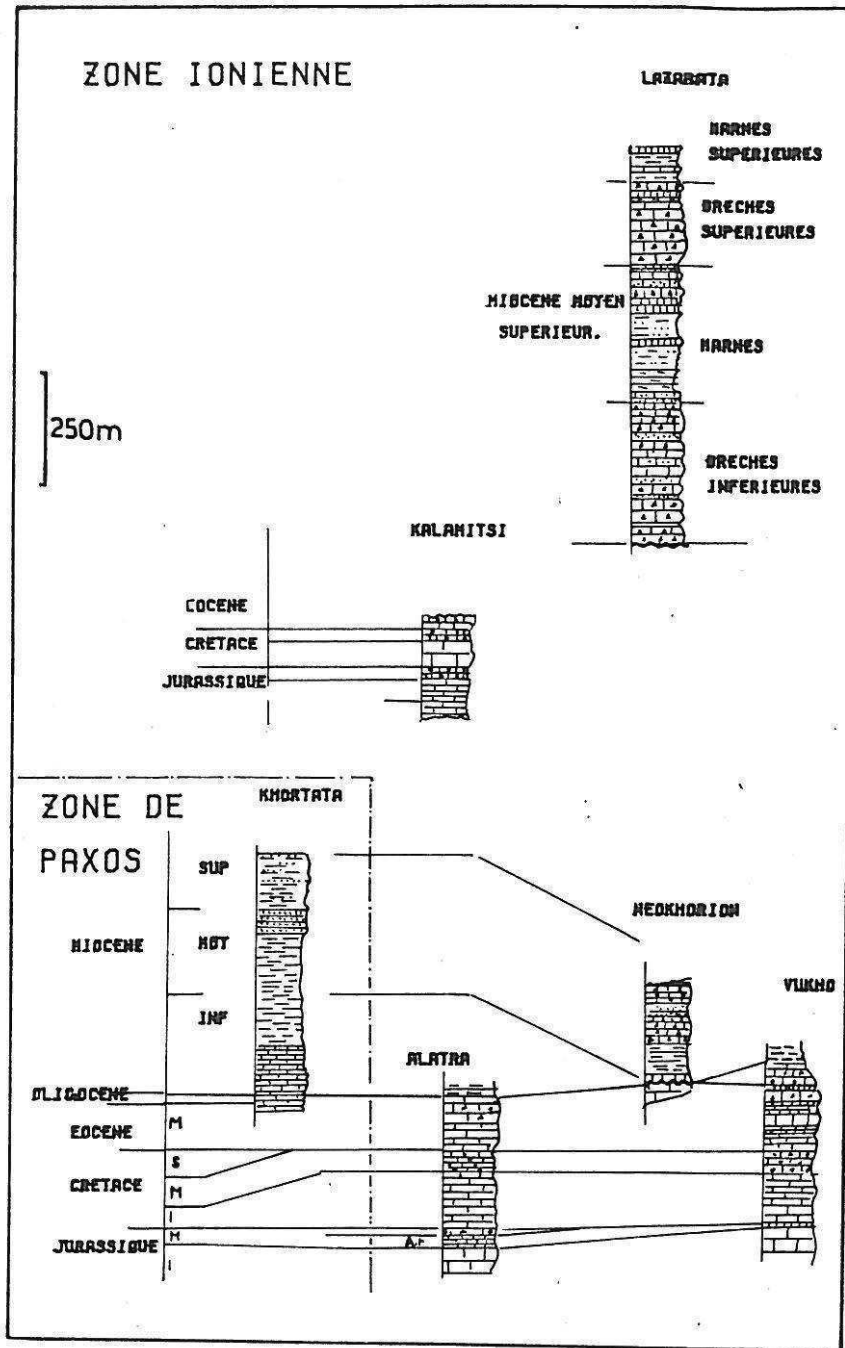 ZONE IONIENNE
LAZARATA
MARNES
SUPERIEURES
BRECHES
SUPERIEURES
MIOCENE MOYEN
SUPERIEUR.
MARNES
250m
BRECHES
INFERIEURES
KALAMITSI
EOCENE
CRETACE
JURASSIQUE
ZONE DE
PAXOS
KHORTATA
SUP
MIOCENE
MOY
INF
NEOKHORION
VUKHO
ALATRA
OLIGOCENE
EOCENE
M
S
CRETACE
M
I
M
JURASSIQUE
I
A.r